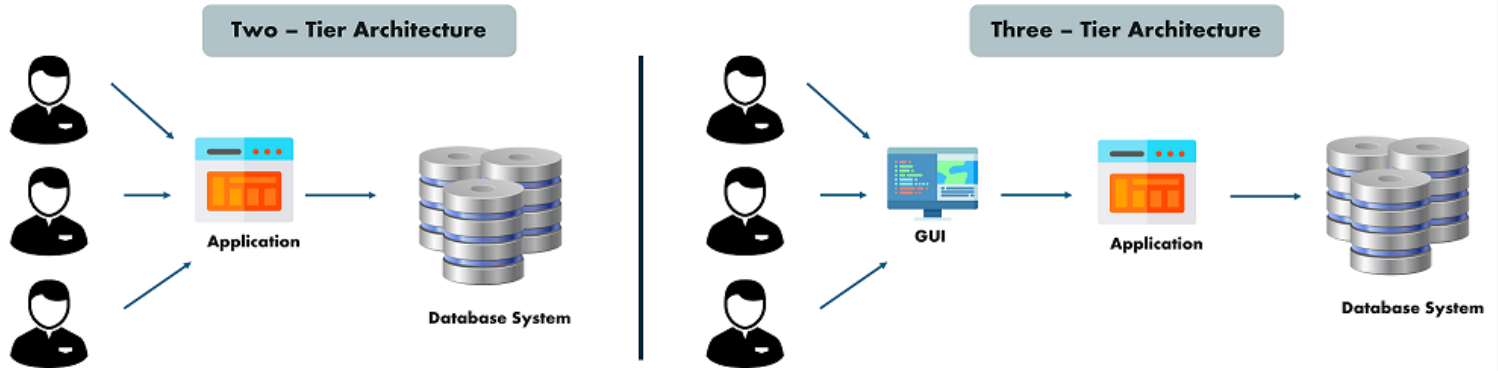 Two – Tier Architecture
Application
Database System
Three – Tier Architecture
GUI
Application
Database System